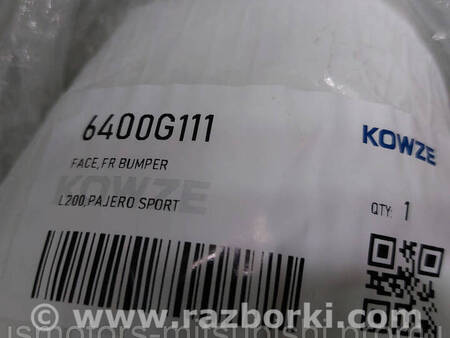 6400G111
KOWZE
FACE, FR BUMPER
KOWZE
L200,PAJERO SPORT
QTY: 1
www.razborki.com